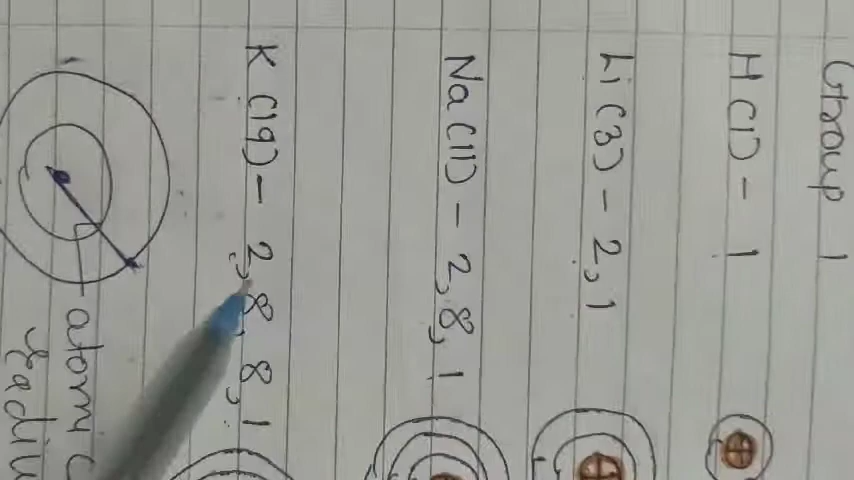 Group 1
H (1) - 1
Li (3) - 2,1
Na (11) - 2,8,1
K (19) - 2,8,8,1
atomic
radiu